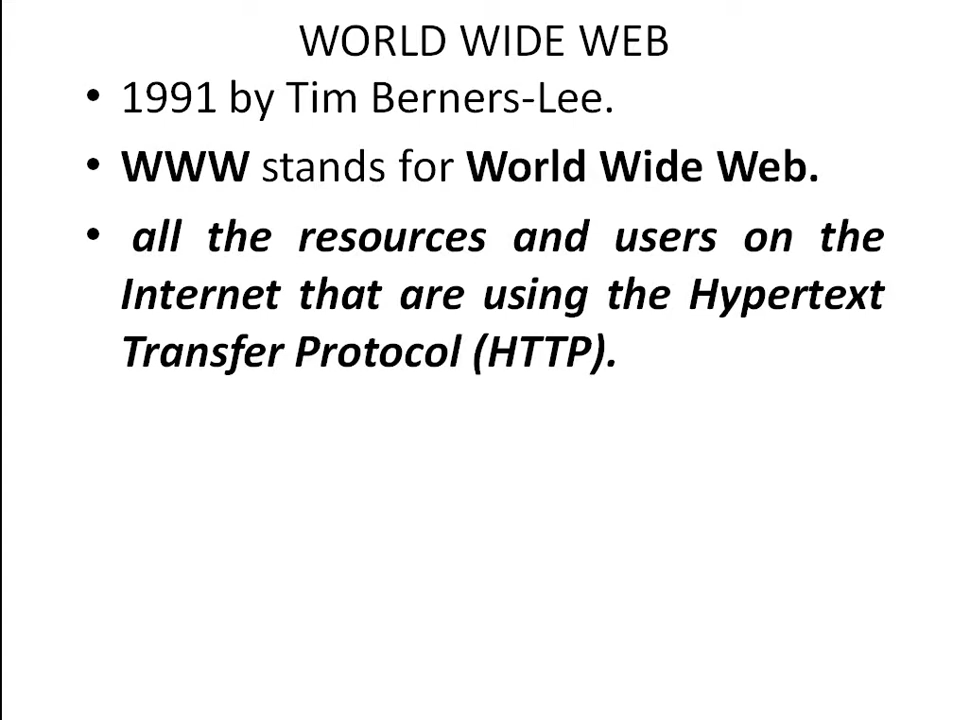 WORLD WIDE WEB
• 1991 by Tim Berners-Lee.
• WWW stands for World Wide Web.
• all the resources and users on the
Internet that are using the Hypertext
Transfer Protocol (HTTP).